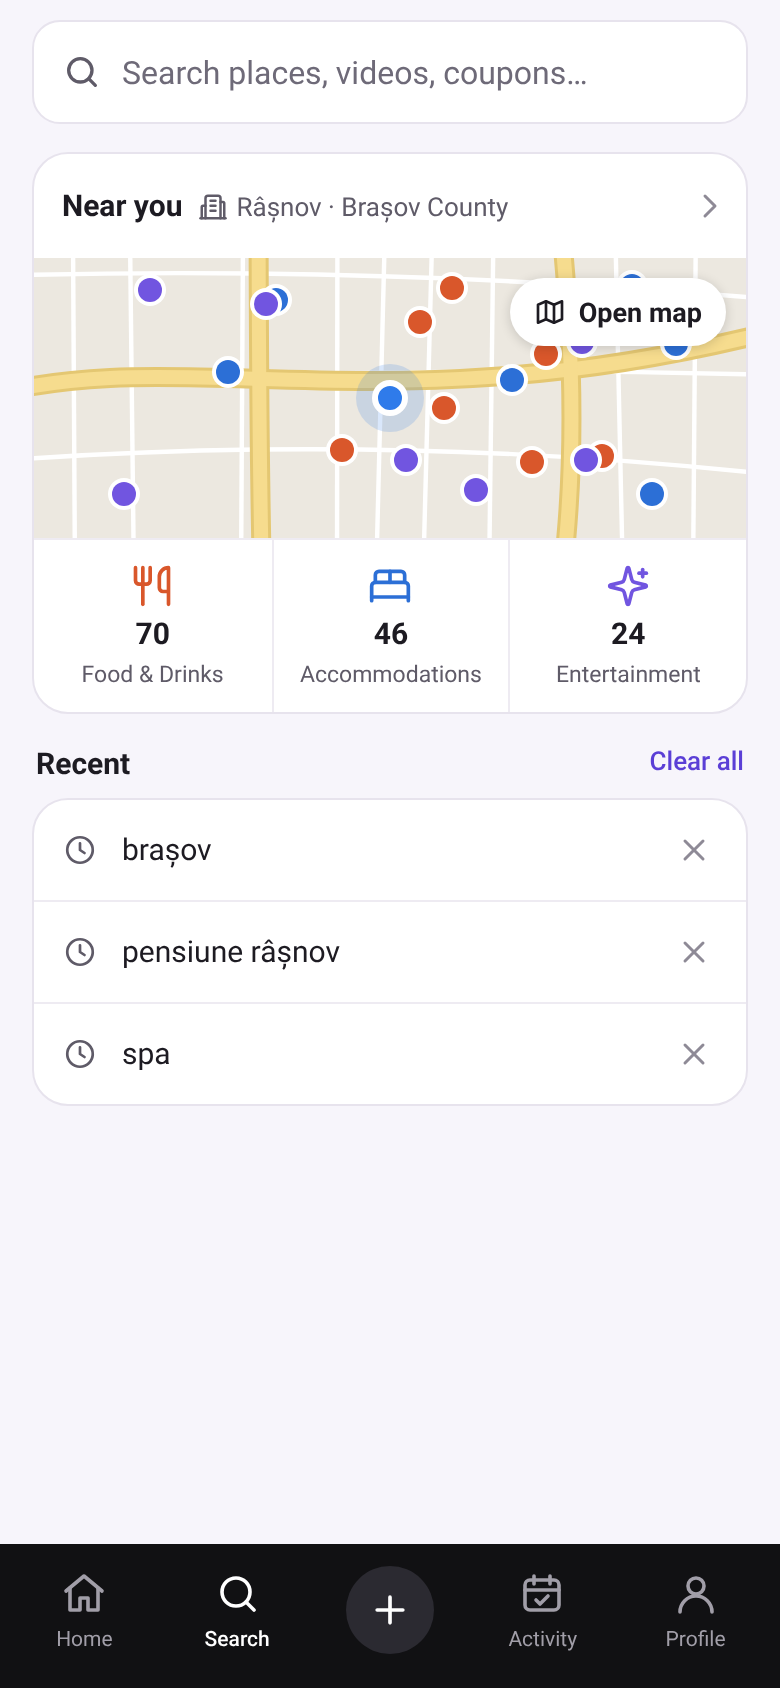 Search places, videos, coupons...
Near you Râșnov · Brașov County
Open map
70
Food & Drinks
46
Accommodations
24
Entertainment
Recent
Clear all
brașov
pensiune râșnov
spa
Home
Search
Activity
Profile